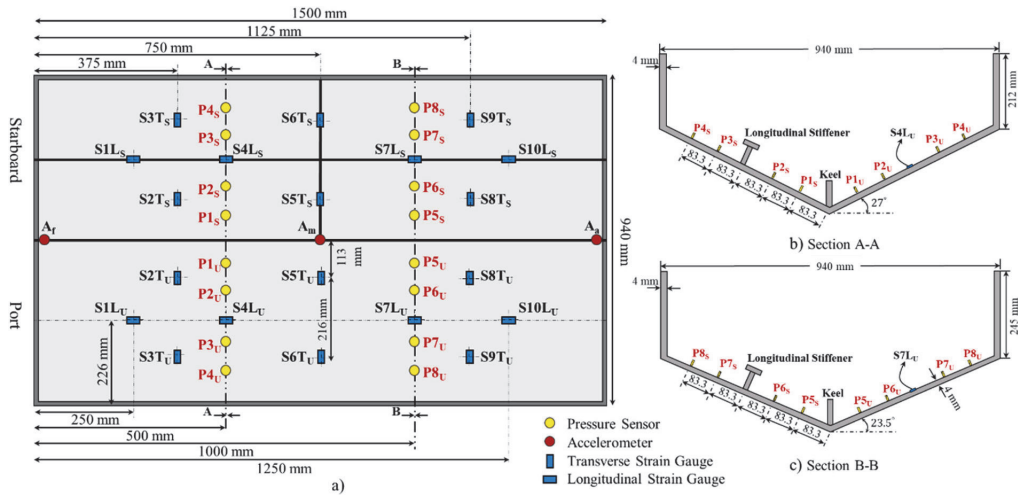 1500 mm
1125 mm
750 mm
375 mm
A
B
Starboard
Port
P4S
P8S
S3TS
S6TS
S9TS
P3S
P7S
S1LS
S4LS
S7LS
S10LS
P2S
P6S
S2TS
S5TS
S8TS
P1S
P5S
Af
Am
Aa
113 mm
940 mm
P1U
P5U
S2TU
S5TU
S8TU
P2U
P6U
S1LU
S4LU
S7LU
S10LU
216 mm
P3U
P7U
S3TU
S6TU
S9TU
P4U
P8U
226 mm
A
B
250 mm
500 mm
1000 mm
1250 mm
a)
Pressure Sensor
Accelerometer
Transverse Strain Gauge
Longitudinal Strain Gauge
940 mm
4 mm
212 mm
P4S
P3S
Longitudinal Stiffener
S4LU
P3U
P4U
P2S
P1S
Keel
P1U
P2U
83.3
83.3
83.3
83.3
83.3
27°
b) Section A-A
940 mm
4 mm
245 mm
P8S
P7S
Longitudinal Stiffener
S7LU
P7U
P8U
P6S
P5S
Keel
P5U
P6U
4 mm
83.3
83.3
83.3
83.3
83.3
23.5°
c) Section B-B